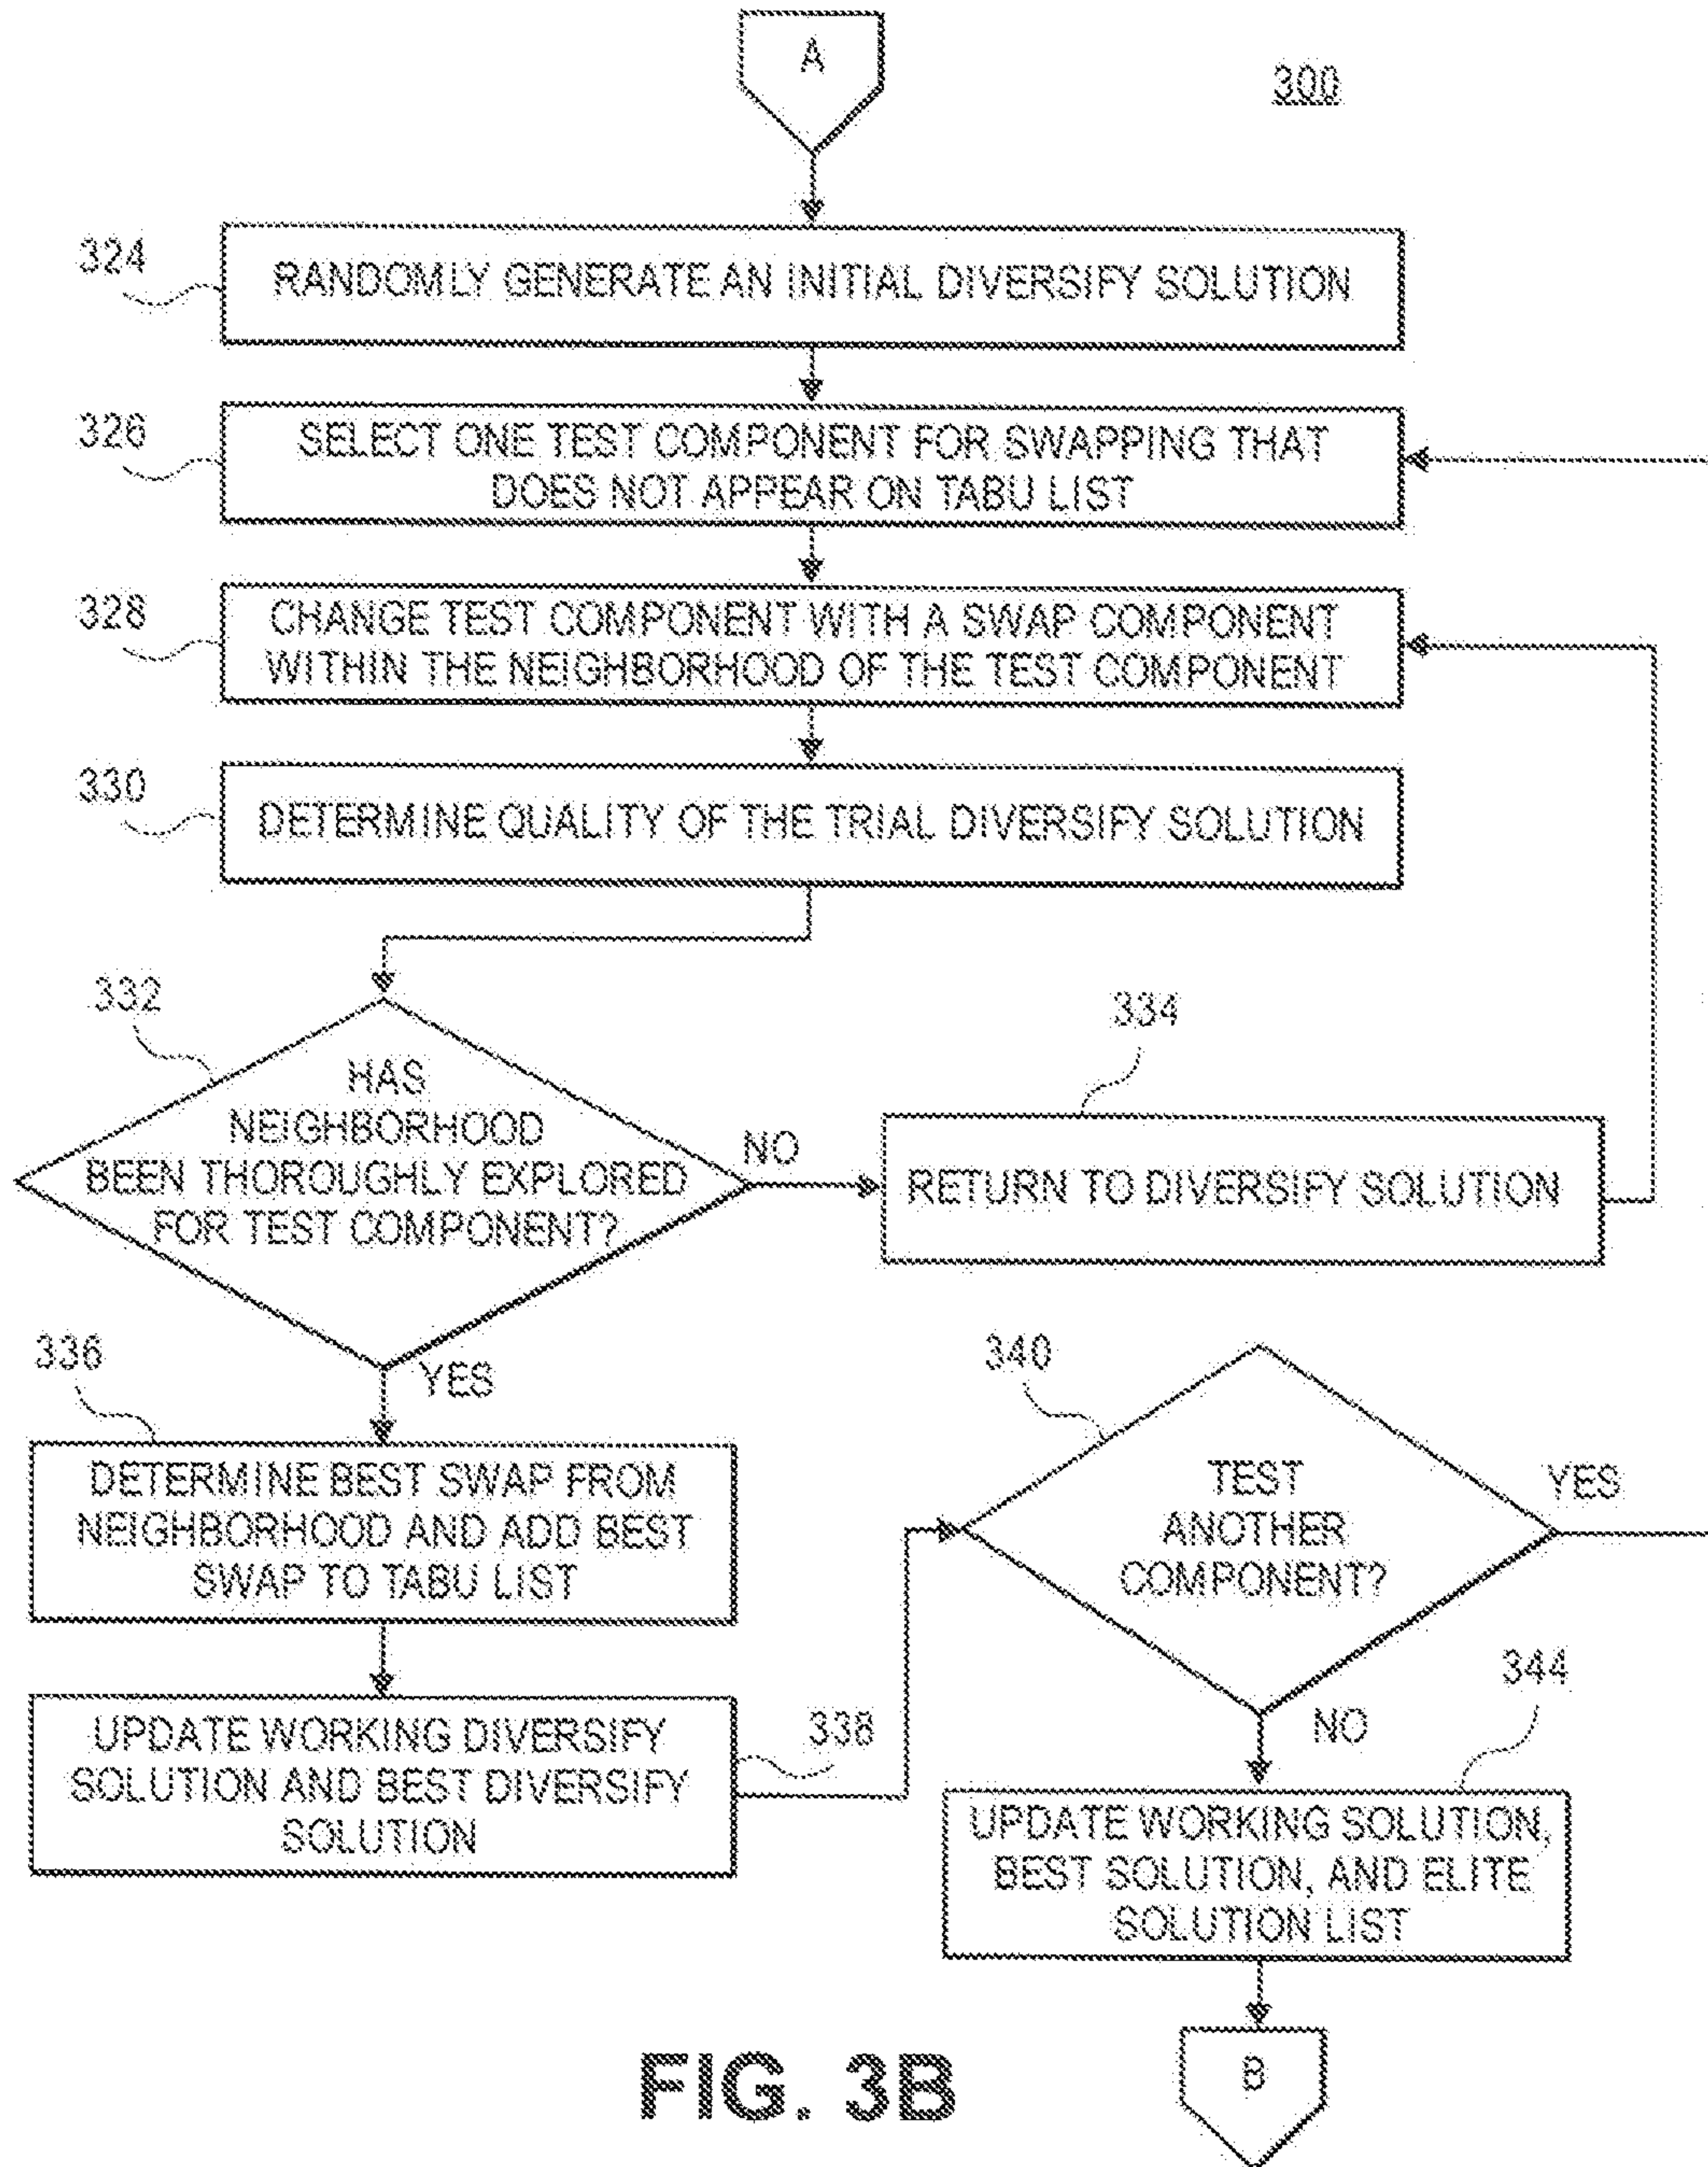 A
300
324
RANDOMLY GENERATE AN INITIAL DIVERSIFY SOLUTION
326
SELECT ONE TEST COMPONENT FOR SWAPPING THAT
DOES NOT APPEAR ON TABU LIST
328
CHANGE TEST COMPONENT WITH A SWAP COMPONENT
WITHIN THE NEIGHBORHOOD OF THE TEST COMPONENT
330
DETERMINE QUALITY OF THE TRIAL DIVERSIFY SOLUTION
332
HAS
NEIGHBORHOOD
BEEN THOROUGHLY EXPLORED
FOR TEST COMPONENT?
NO
334
RETURN TO DIVERSIFY SOLUTION
YES
336
DETERMINE BEST SWAP FROM
NEIGHBORHOOD AND ADD BEST
SWAP TO TABU LIST
338
UPDATE WORKING DIVERSIFY
SOLUTION AND BEST DIVERSIFY
SOLUTION
340
TEST
ANOTHER
COMPONENT?
YES
NO
344
UPDATE WORKING SOLUTION,
BEST SOLUTION, AND ELITE
SOLUTION LIST
B
FIG. 3B